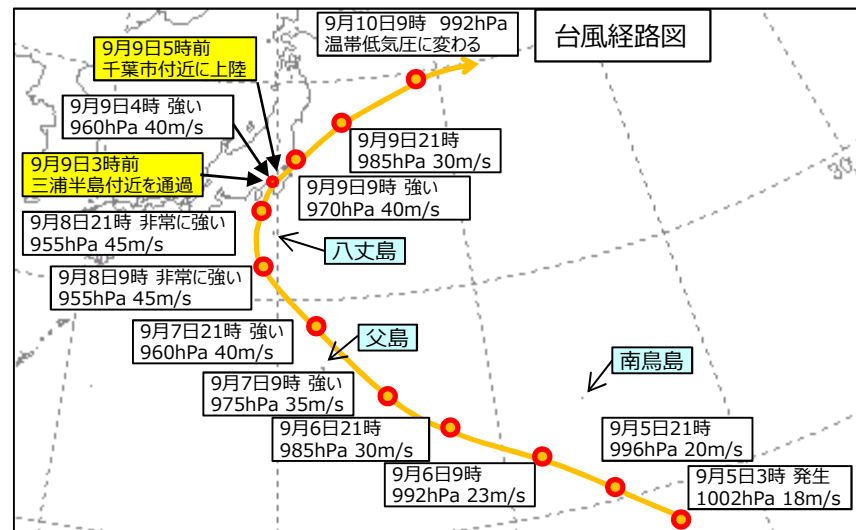 台風経路図
9月10日9時 992hPa
温帯低気圧に変わる
9月9日5時前
千葉市付近に上陸
9月9日4時 強い
960hPa 40m/s
9月9日21時
985hPa 30m/s
9月9日3時前
三浦半島付近を通過
9月9日9時 強い
970hPa 40m/s
30
9月8日21時 非常に強い
955hPa 45m/s
八丈島
9月8日9時 非常に強い
955hPa 45m/s
9月7日21時 強い
960hPa 40m/s
父島
南鳥島
9月7日9時 強い
975hPa 35m/s
9月6日21時
985hPa 30m/s
9月5日21時
996hPa 20m/s
9月6日9時
992hPa 23m/s
9月5日3時 発生
1002hPa 18m/s